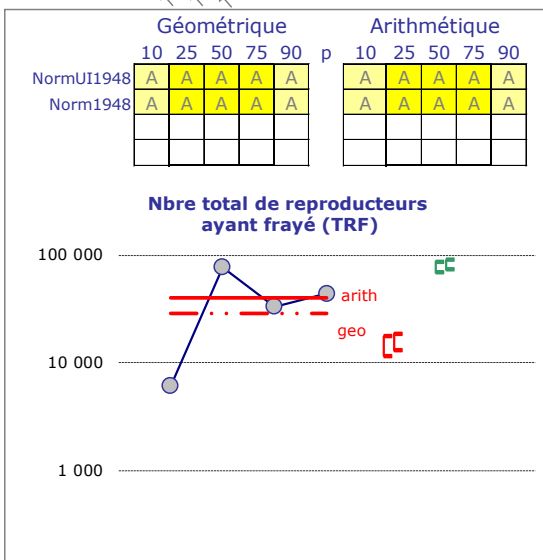 Géométrique Arithmétique
10 25 50 75 90 p 10 25 50 75 90
NormUI1948 A A A A A A A A A A
Norm1948 A A A A A A A A A A
Nbre total de reproducteurs
ayant frayé (TRF)
100 000
arith
geo
10 000
1 000